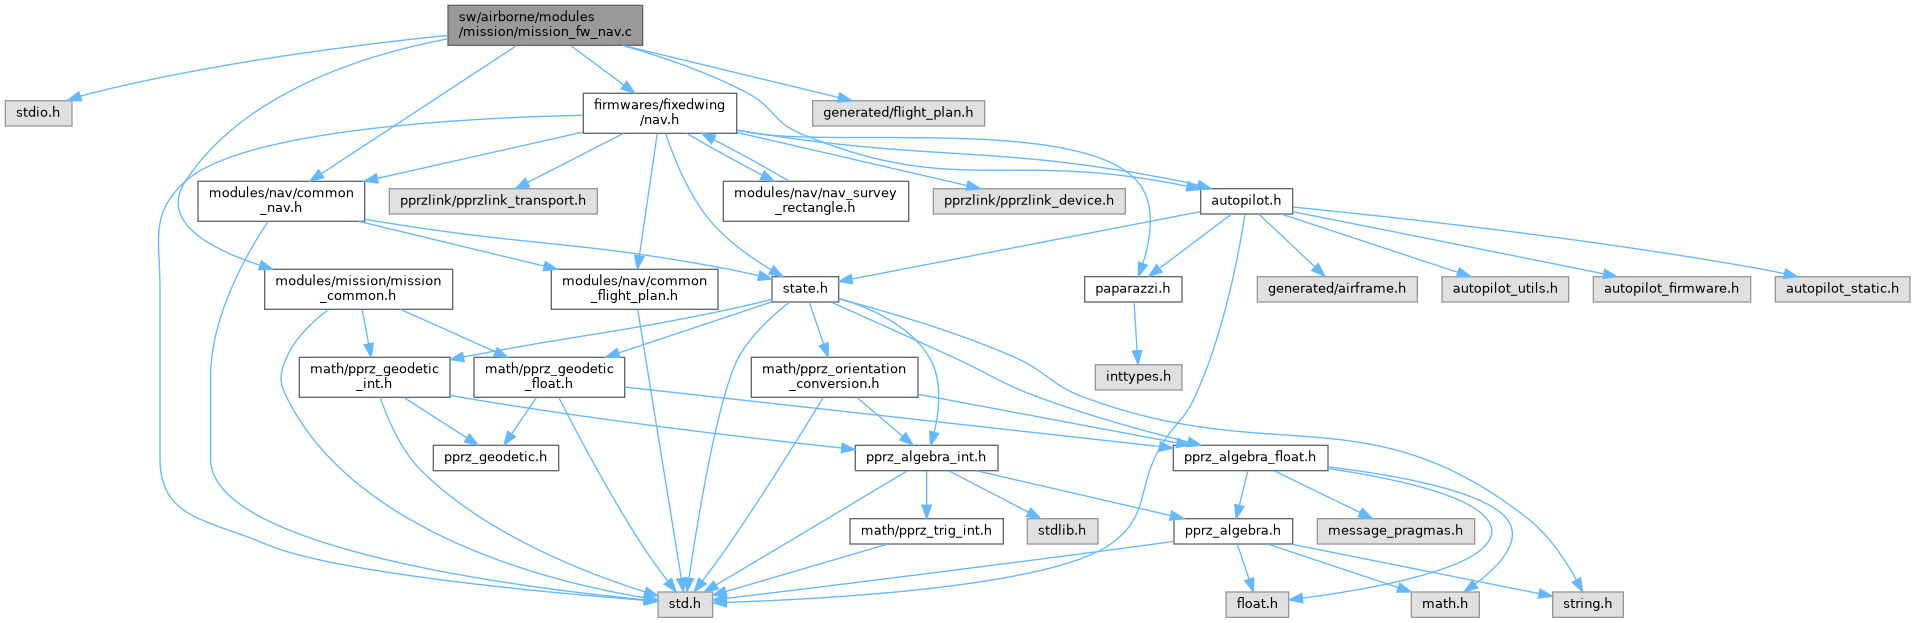 sw/airborne/modules
/mission/mission_fw_nav.c
stdio.h
firmwares/fixedwing
/nav.h
generated/flight_plan.h
modules/nav/common
_nav.h
pprzlink/pprzlink_transport.h
modules/nav/nav_survey
_rectangle.h
pprzlink/pprzlink_device.h
autopilot.h
modules/mission/mission
_common.h
modules/nav/common
_flight_plan.h
state.h
paparazzi.h
generated/airframe.h
autopilot_utils.h
autopilot_firmware.h
autopilot_static.h
math/pprz_geodetic
_int.h
math/pprz_geodetic
_float.h
math/pprz_orientation
_conversion.h
inttypes.h
pprz_geodetic.h
pprz_algebra_int.h
pprz_algebra_float.h
math/pprz_trig_int.h
stdlib.h
pprz_algebra.h
message_pragmas.h
std.h
float.h
math.h
string.h